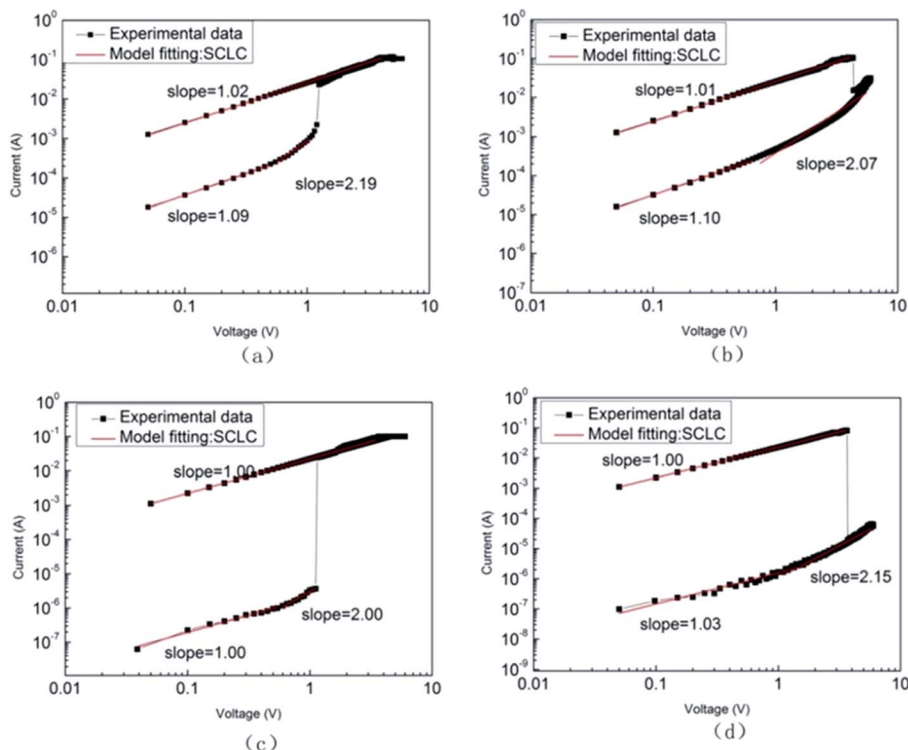 Experimental data
Model fitting:SCLC
slope=1.02
slope=2.19
slope=1.09
Current (A)
10^0
10^-1
10^-2
10^-3
10^-4
10^-5
10^-6
0.01 0.1 1 10
Voltage (V)
(a)
Experimental data
Model fitting:SCLC
slope=1.01
slope=2.07
slope=1.10
Current (A)
10^0
10^-1
10^-2
10^-3
10^-4
10^-5
10^-6
10^-7
0.01 0.1 1 10
Voltage (V)
(b)
Experimental data
Model fitting:SCLC
slope=1.00
slope=2.00
slope=1.00
Current (A)
10^0
10^-1
10^-2
10^-3
10^-4
10^-5
10^-6
10^-7
0.01 0.1 1 10
Voltage (V)
(c)
Experimental data
Model fitting:SCLC
slope=1.00
slope=2.15
slope=1.03
Current (A)
10^0
10^-1
10^-2
10^-3
10^-4
10^-5
10^-6
10^-7
10^-8
10^-9
0.01 0.1 1 10
Voltage (V)
(d)